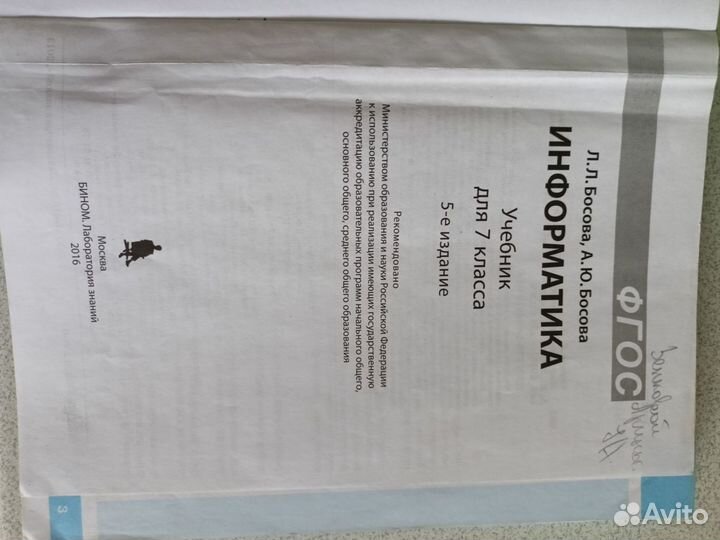 ФГОС
Л.Л.Босова, А.Ю.Босова
ИНФОРМАТИКА
Учебник
для 7 класса
5-е издание
Рекомендовано
Министерством образования и науки Российской Федерации
к использованию при реализации имеющих государственную
аккредитацию образовательных программ начального общего,
основного общего, среднего общего образования
Москва
БИНОМ. Лаборатория знаний
2016
3
Avito